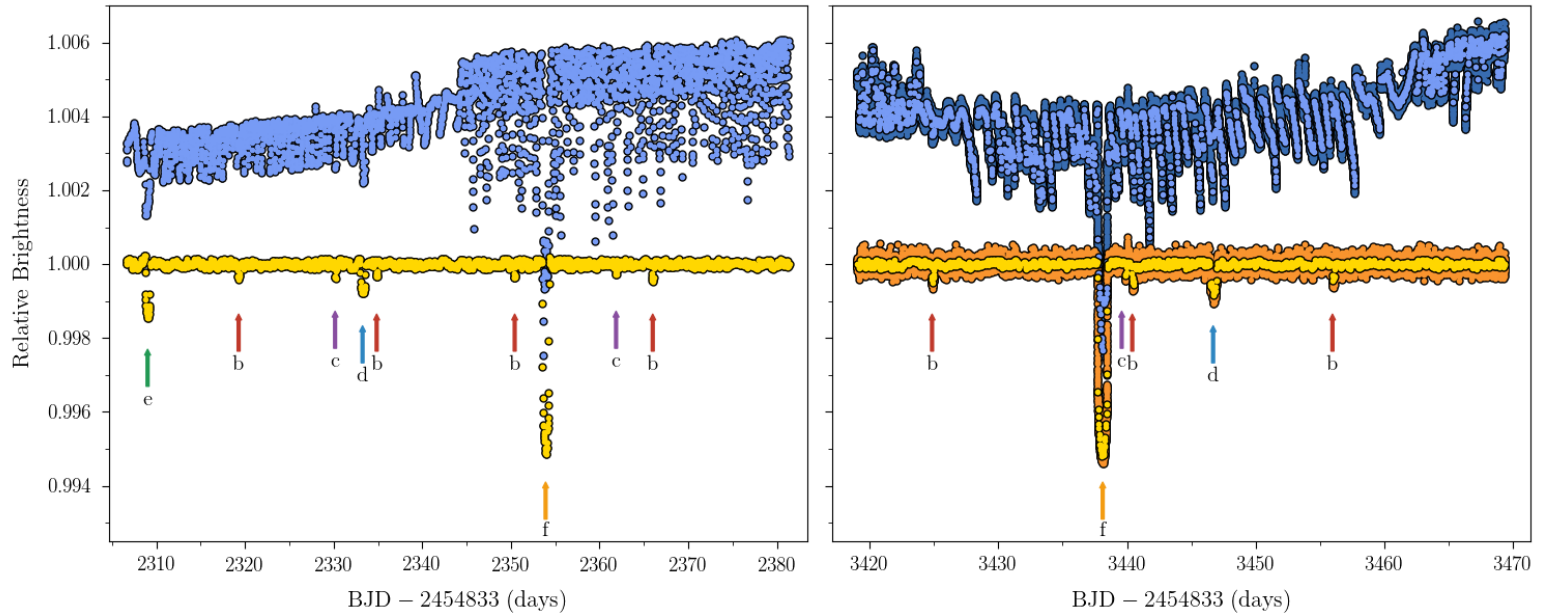 Relative Brightness
1.006
1.004
1.002
1.000
0.998
0.996
0.994
e
b
c
d
b
b
f
c
b
2310 2320 2330 2340 2350 2360 2370 2380
BJD − 2454833 (days)
b
f
c
b
d
b
3420 3430 3440 3450 3460 3470
BJD − 2454833 (days)